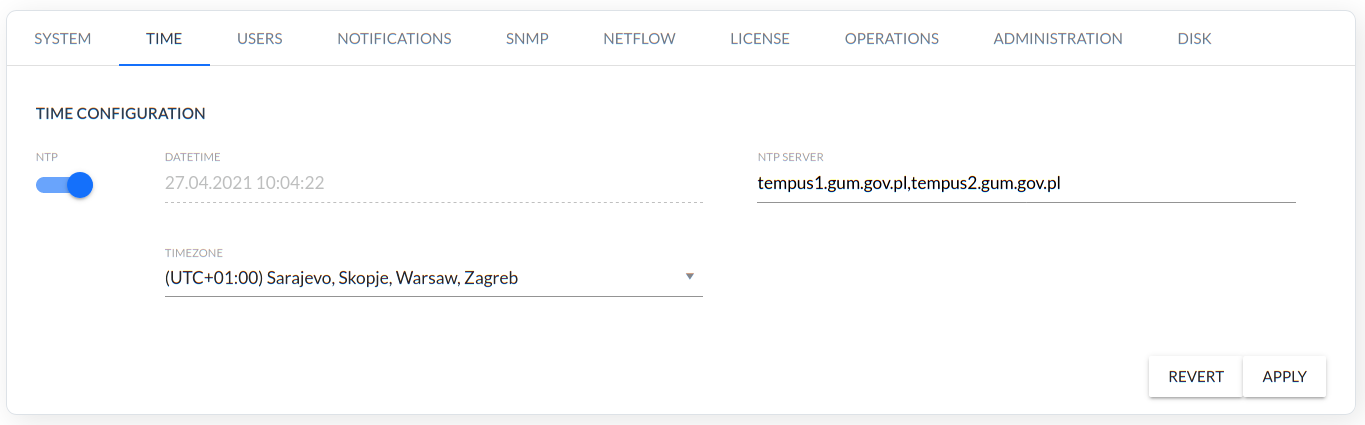 SYSTEM TIME USERS NOTIFICATIONS SNMP NETFLOW LICENSE OPERATIONS ADMINISTRATION DISK
TIME CONFIGURATION
NTP DATETIME NTP SERVER
27.04.2021 10:04:22 tempus1.gum.gov.pl,tempus2.gum.gov.pl
TIMEZONE
(UTC+01:00) Sarajevo, Skopje, Warsaw, Zagreb
REVERT APPLY